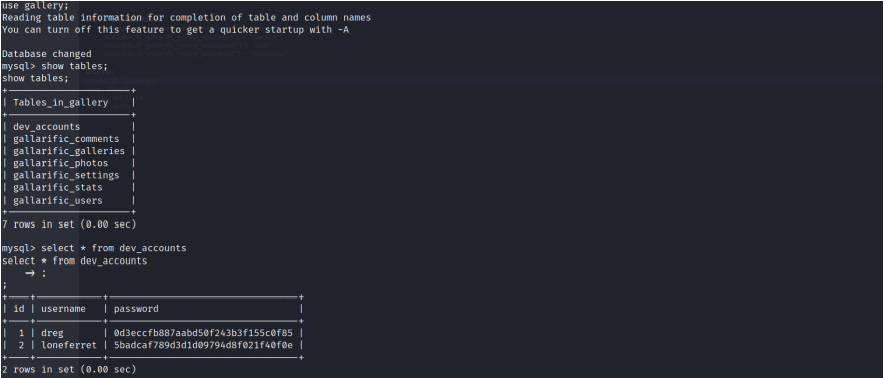 use gallery;
Reading table information for completion of table and column names
You can turn off this feature to get a quicker startup with -A
Database changed
mysql> show tables;
show tables;
+--------------------+
| Tables_in_gallery |
+--------------------+
| dev_accounts |
| gallarific_comments |
| gallarific_galleries |
| gallarific_photos |
| gallarific_settings |
| gallarific_stats |
| gallarific_users |
+--------------------+
7 rows in set (0.00 sec)
mysql> select * from dev_accounts
select * from dev_accounts
→ ;
;
+----+------------+----------------------------------+
| id | username | password |
+----+------------+----------------------------------+
| 1 | dreg | 0d3eccfb887aabd50f243b3f155c0f85 |
| 2 | loneferret | 5badcaf789d3d1d09794d8f021f40f0e |
+----+------------+----------------------------------+
2 rows in set (0.00 sec)